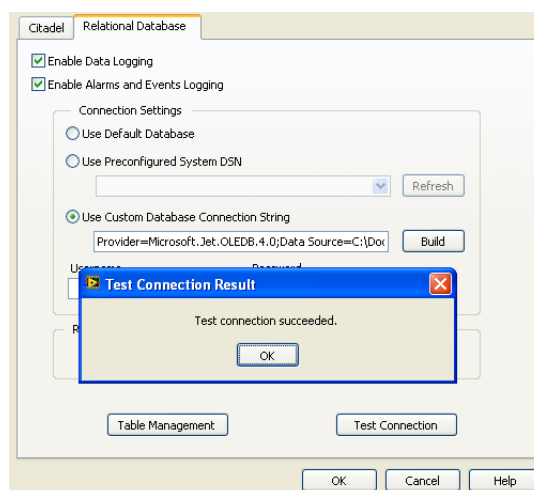 Citadel Relational Database
Enable Data Logging
Enable Alarms and Events Logging
Connection Settings
Use Default Database
Use Preconfigured System DSN
Refresh
Use Custom Database Connection String
Provider=Microsoft.Jet.OLEDB.4.0;Data Source=C:\Doc Build
Test Connection Result
Test connection succeeded.
OK
Table Management Test Connection
OK Cancel Help